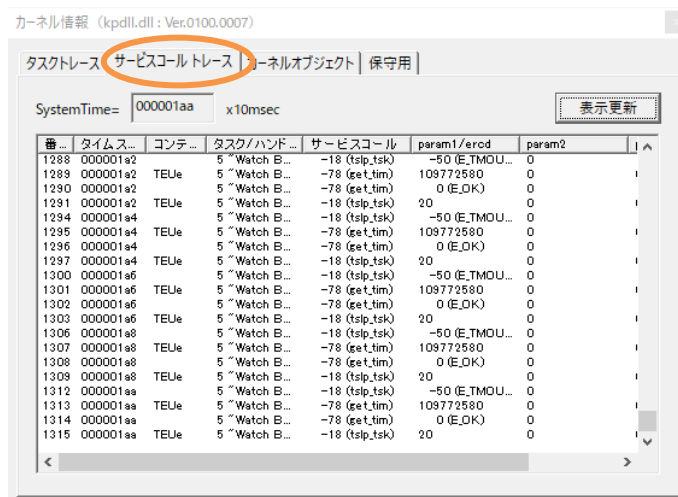 カーネル情報（kpdll.dll : Ver.0100.0007）
タスクトレース サービスコールトレース カーネルオブジェクト 保守用
SystemTime= 000001aa x10msec 表示更新
番... タイムス... コンテ... タスク/ハンド... サービスコール param1/ercd param2
1288 000001a2 5 ~Watch B... -18 (tslp_tsk) -50 (E_TMOU... 0
1289 000001a2 TEUe 5 ~Watch B... -78 (get_tim) 109772580 0
1290 000001a2 5 ~Watch B... -78 (get_tim) 0 (E_OK) 0
1291 000001a2 TEUe 5 ~Watch B... -18 (tslp_tsk) 20 0
1294 000001a4 5 ~Watch B... -18 (tslp_tsk) -50 (E_TMOU... 0
1295 000001a4 TEUe 5 ~Watch B... -78 (get_tim) 109772580 0
1296 000001a4 5 ~Watch B... -78 (get_tim) 0 (E_OK) 0
1297 000001a4 TEUe 5 ~Watch B... -18 (tslp_tsk) 20 0
1300 000001a6 5 ~Watch B... -18 (tslp_tsk) -50 (E_TMOU... 0
1301 000001a6 TEUe 5 ~Watch B... -78 (get_tim) 109772580 0
1302 000001a6 5 ~Watch B... -78 (get_tim) 0 (E_OK) 0
1303 000001a6 TEUe 5 ~Watch B... -18 (tslp_tsk) 20 0
1306 000001a8 5 ~Watch B... -18 (tslp_tsk) -50 (E_TMOU... 0
1307 000001a8 TEUe 5 ~Watch B... -78 (get_tim) 109772580 0
1308 000001a8 5 ~Watch B... -78 (get_tim) 0 (E_OK) 0
1309 000001a8 TEUe 5 ~Watch B... -18 (tslp_tsk) 20 0
1312 000001aa 5 ~Watch B... -18 (tslp_tsk) -50 (E_TMOU... 0
1313 000001aa TEUe 5 ~Watch B... -78 (get_tim) 109772580 0
1314 000001aa 5 ~Watch B... -78 (get_tim) 0 (E_OK) 0
1315 000001aa TEUe 5 ~Watch B... -18 (tslp_tsk) 20 0